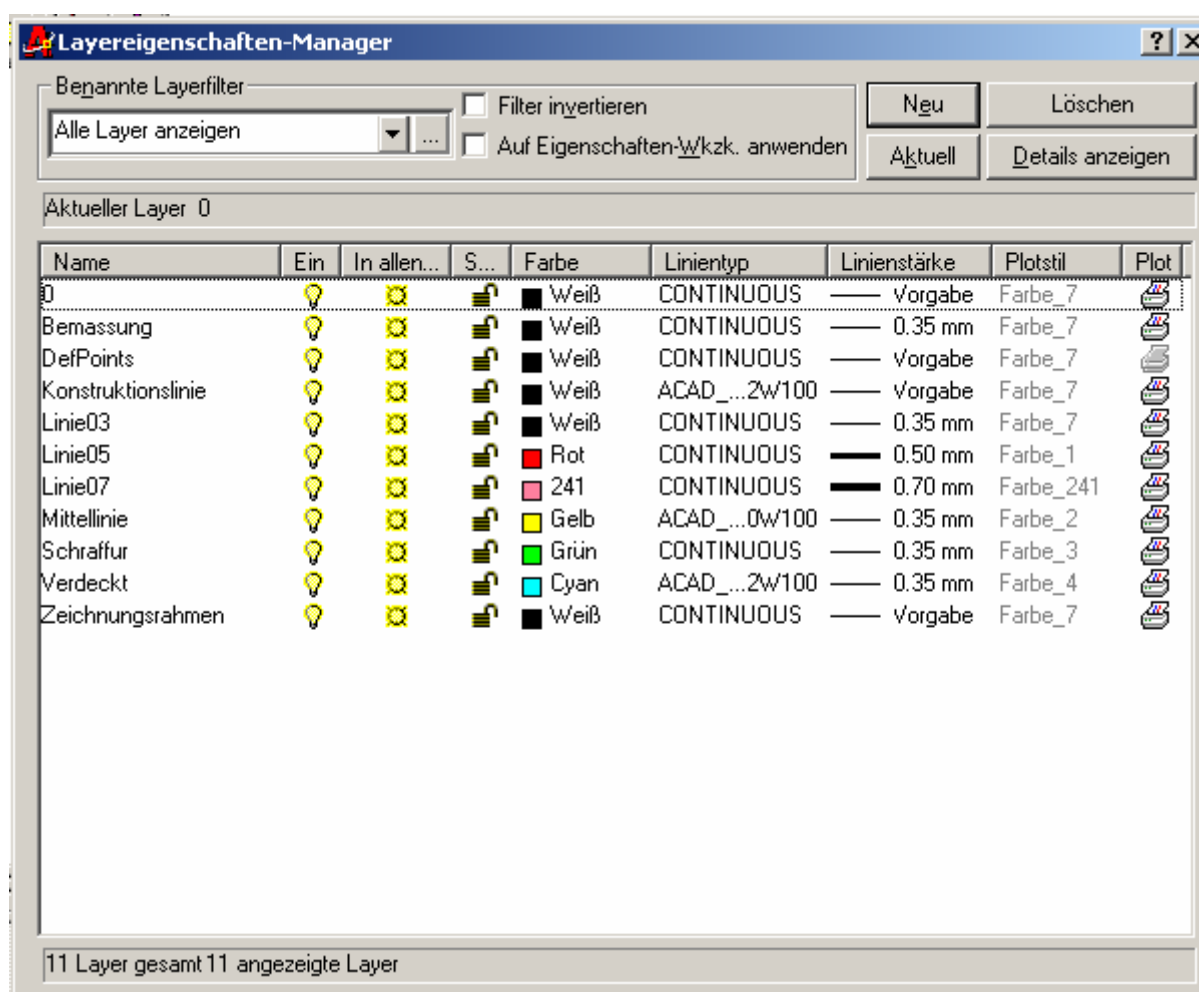 Layereigenschaften-Manager
Benannte Layerfilter
Alle Layer anzeigen
...
Filter invertieren
Auf Eigenschaften-Wkzk. anwenden
Neu
Löschen
Aktuell
Details anzeigen
Aktueller Layer 0
Name Ein In allen... S... Farbe Linientyp Linienstärke Plotstil Plot
0 Weiß CONTINUOUS Vorgabe Farbe_7
Bemassung Weiß CONTINUOUS 0.35 mm Farbe_7
DefPoints Weiß CONTINUOUS Vorgabe Farbe_7
Konstruktionslinie Weiß ACAD_...2W100 Vorgabe Farbe_7
Linie03 Weiß CONTINUOUS 0.35 mm Farbe_7
Linie05 Rot CONTINUOUS 0.50 mm Farbe_1
Linie07 241 CONTINUOUS 0.70 mm Farbe_241
Mittellinie Gelb ACAD_...0W100 0.35 mm Farbe_2
Schraffur Grün CONTINUOUS 0.35 mm Farbe_3
Verdeckt Cyan ACAD_...2W100 0.35 mm Farbe_4
Zeichnungsrahmen Weiß CONTINUOUS Vorgabe Farbe_7
11 Layer gesamt 11 angezeigte Layer